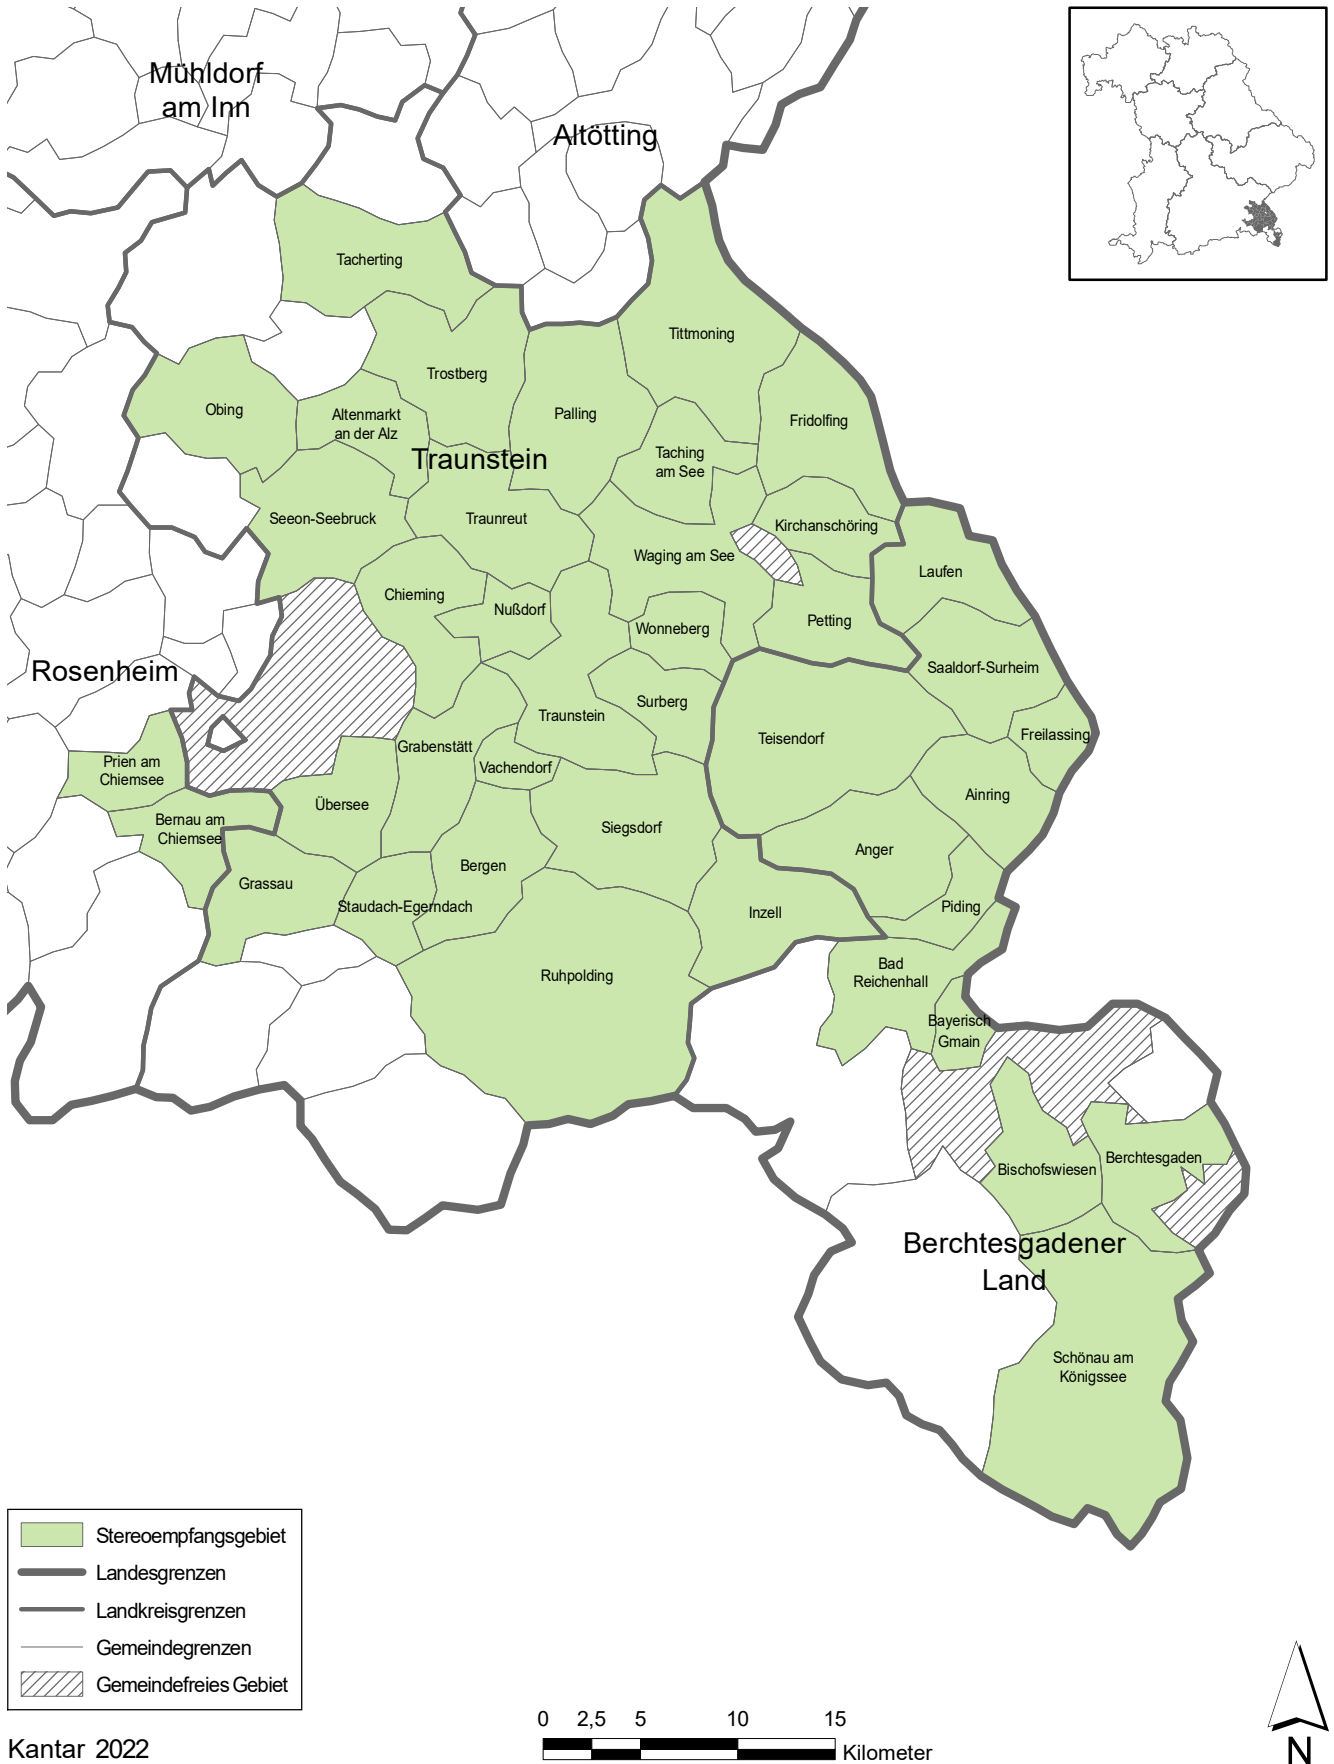 Mühldorf
am Inn
Altötting
Tacherting
Tittmoning
Trostberg
Obing
Altenmarkt
an der Alz
Palling
Fridolfing
Traunstein
Taching
am See
Seeon-Seebruck
Traunreut
Kirchanschöring
Waging am See
Laufen
Chieming
Nußdorf
Petting
Wonneberg
Rosenheim
Saaldorf-Surheim
Surberg
Traunstein
Teisendorf
Freilassing
Grabenstätt
Prien am
Chiemsee
Vachendorf
Ainring
Übersee
Bernau am
Chiemsee
Siegsdorf
Anger
Bergen
Grassau
Staudach-Egerndach
Inzell
Piding
Ruhpolding
Bad
Reichenhall
Bayerisch
Gmain
Bischofswiesen
Berchtesgaden
Berchtesgadener
Land
Schönau am
Königssee
Stereoempfangsgebiet
Landesgrenzen
Landkreisgrenzen
Gemeindegrenzen
Gemeindefreies Gebiet
Kantar 2022
0 2,5 5 10 15
Kilometer
N